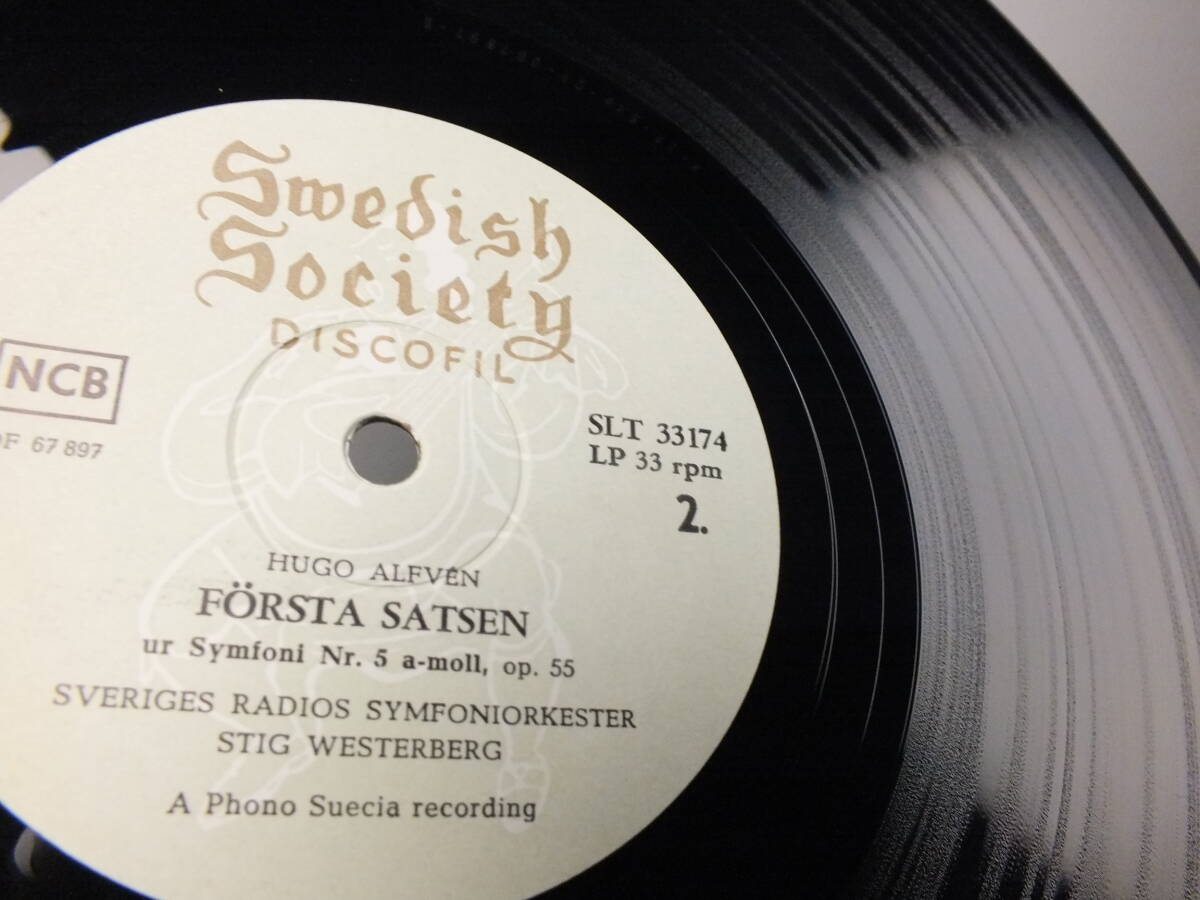 Swedish
Society
DISCOFIL
NCB
67 897
SLT 33174
LP 33 rpm
2.
HUGO ALFVÉN
FÖRSTA SATSEN
ur Symfoni Nr. 5 a-moll, op. 55
SVERIGES RADIOS SYMFONIORKESTER
STIG WESTERBERG
A Phono Suecia recording